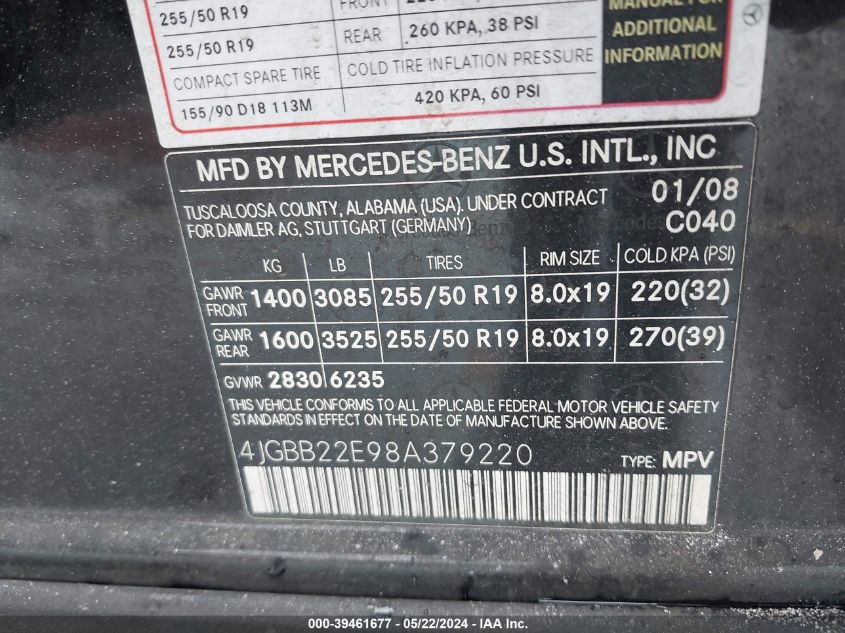 255/50 R19 FRONT
255/50 R19 REAR 260 KPA, 38 PSI
COMPACT SPARE TIRE COLD TIRE INFLATION PRESSURE
155/90 D18 113M 420 KPA, 60 PSI
MANUAL FOR
ADDITIONAL
INFORMATION
MFD BY MERCEDES-BENZ U.S. INTL., INC
TUSCALOOSA COUNTY, ALABAMA (USA). UNDER CONTRACT 01/08
FOR DAIMLER AG, STUTTGART (GERMANY) C040
KG LB TIRES RIM SIZE COLD KPA (PSI)
GAWR FRONT 1400 3085 255/50 R19 8.0x19 220(32)
GAWR REAR 1600 3525 255/50 R19 8.0x19 270(39)
GVWR 2830 6235
THIS VEHICLE CONFORMS TO ALL APPLICABLE FEDERAL MOTOR VEHICLE SAFETY
STANDARDS IN EFFECT ON THE DATE OF MANUFACTURE SHOWN ABOVE.
4JGBB22E98A379220 TYPE: MPV
000-39461677 - 05/22/2024 - IAA Inc.